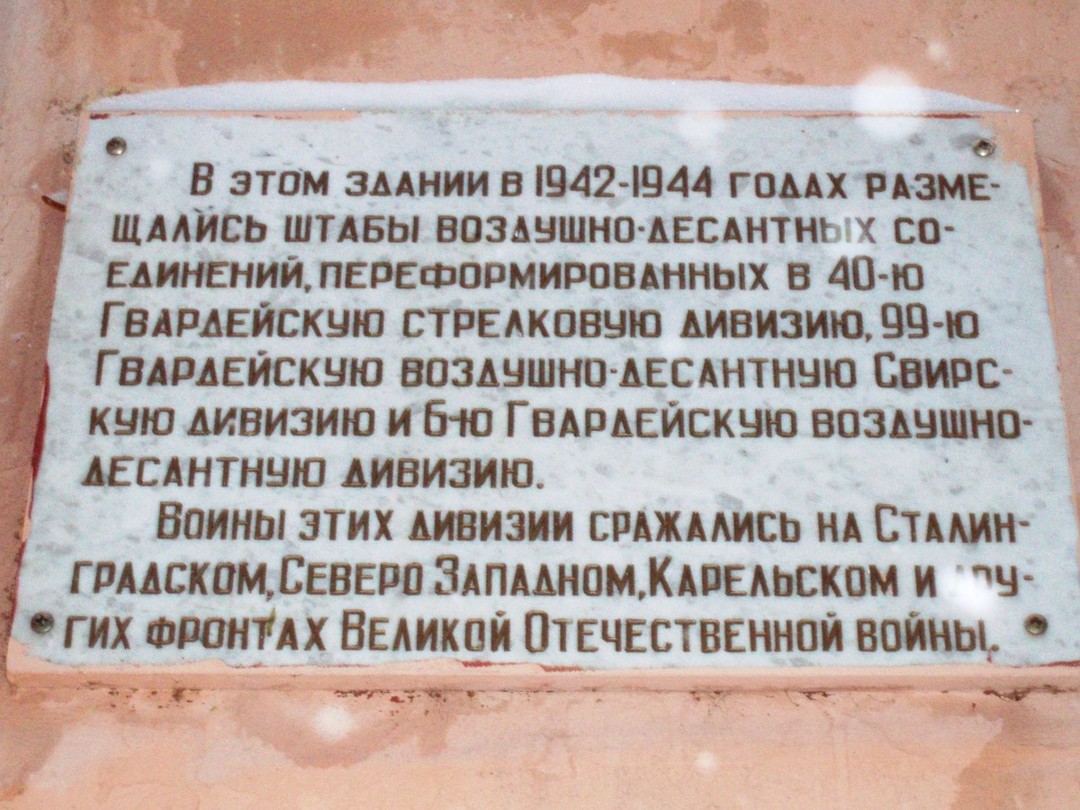 В ЭТОМ ЗДАНИИ В 1942-1944 ГОДАХ РАЗМЕ-
ЩАЛИСЬ ШТАБЫ ВОЗДУШНО-ДЕСАНТНЫХ СО-
ЕДИНЕНИЙ, ПЕРЕФОРМИРОВАННЫХ В 40-Ю
ГВАРДЕЙСКУЮ СТРЕЛКОВУЮ ДИВИЗИЮ, 99-Ю
ГВАРДЕЙСКУЮ ВОЗДУШНО-ДЕСАНТНУЮ СВИРС-
КУЮ ДИВИЗИЮ И 6-Ю ГВАРДЕЙСКУЮ ВОЗДУШНО-
ДЕСАНТНУЮ ДИВИЗИЮ.
ВОИНЫ ЭТИХ ДИВИЗИИ СРАЖАЛИСЬ НА СТАЛИН-
ГРАДСКОМ, СЕВЕРО ЗАПАДНОМ, КАРЕЛЬСКОМ И ДРУ-
ГИХ ФРОНТАХ ВЕЛИКОЙ ОТЕЧЕСТВЕННОЙ ВОЙНЫ.